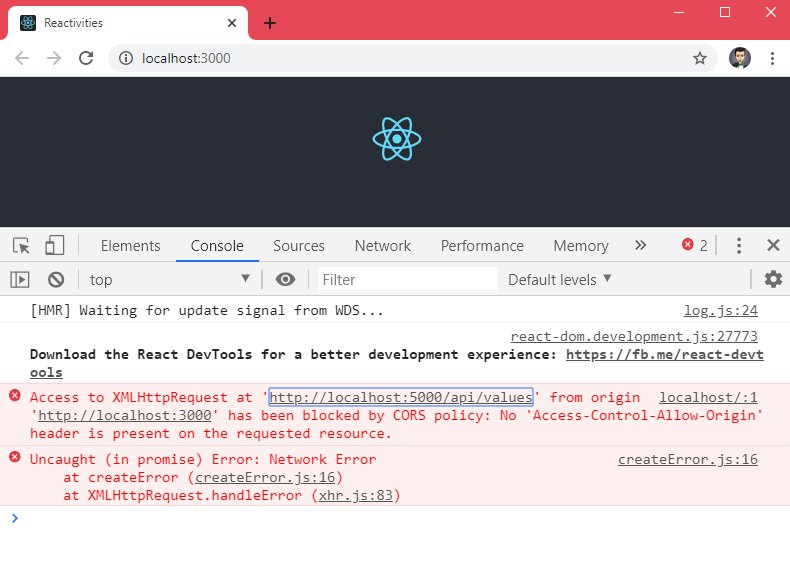 Reactivities
localhost:3000
Elements Console Sources Network Performance Memory » 2
top Filter Default levels ▼
[HMR] Waiting for update signal from WDS... log.js:24
react-dom.development.js:27773
Download the React DevTools for a better development experience: https://fb.me/react-devt
ools
Access to XMLHttpRequest at 'http://localhost:5000/api/values' from origin localhost/:1
'http://localhost:3000' has been blocked by CORS policy: No 'Access-Control-Allow-Origin'
header is present on the requested resource.
Uncaught (in promise) Error: Network Error createError.js:16
at createError (createError.js:16)
at XMLHttpRequest.handleError (xhr.js:83)